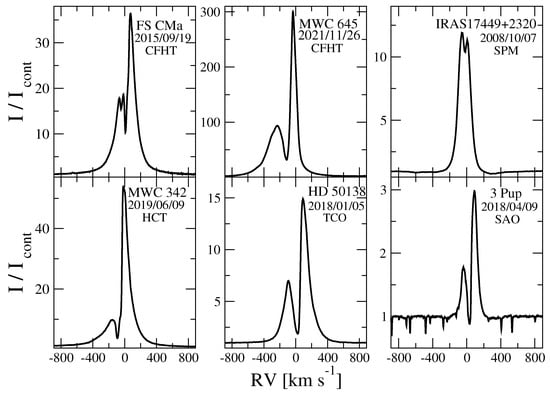 FS CMa
2015/09/19
CFHT
MWC 645
2021/11/26
CFHT
IRAS17449+2320
2008/10/07
SPM
I / I cont
30
20
10
300
200
100
10
5
MWC 342
2019/06/09
HCT
HD 50138
2018/01/05
TCO
3 Pup
2018/04/09
SAO
I / I cont
40
20
15
10
5
3
2
1
-800 -400 0 400 800
-800 -400 0 400 800
-800 -400 0 400 800
RV [km s-1]